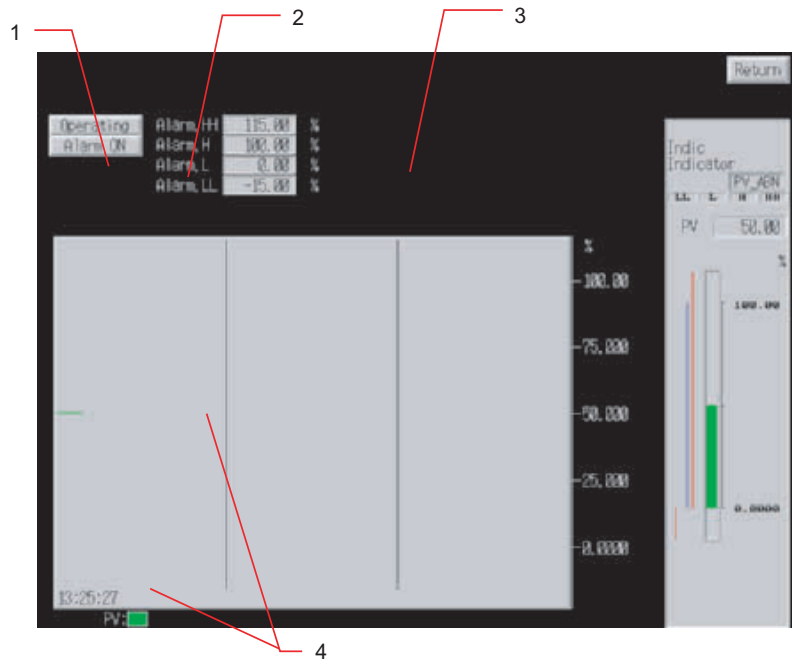 1
2
3
Return
Operating
Alarm ON
Alarm,HH 115.00 %
Alarm,H 100.00 %
Alarm,L 0.00 %
Alarm,LL -15.00 %
Indic
Indicator
PV_ABN
LL L H HH
PV 50.00
%
100.00
0.0000
%
100.00
75.000
50.000
25.000
0.0000
13:25:27
PV:
4